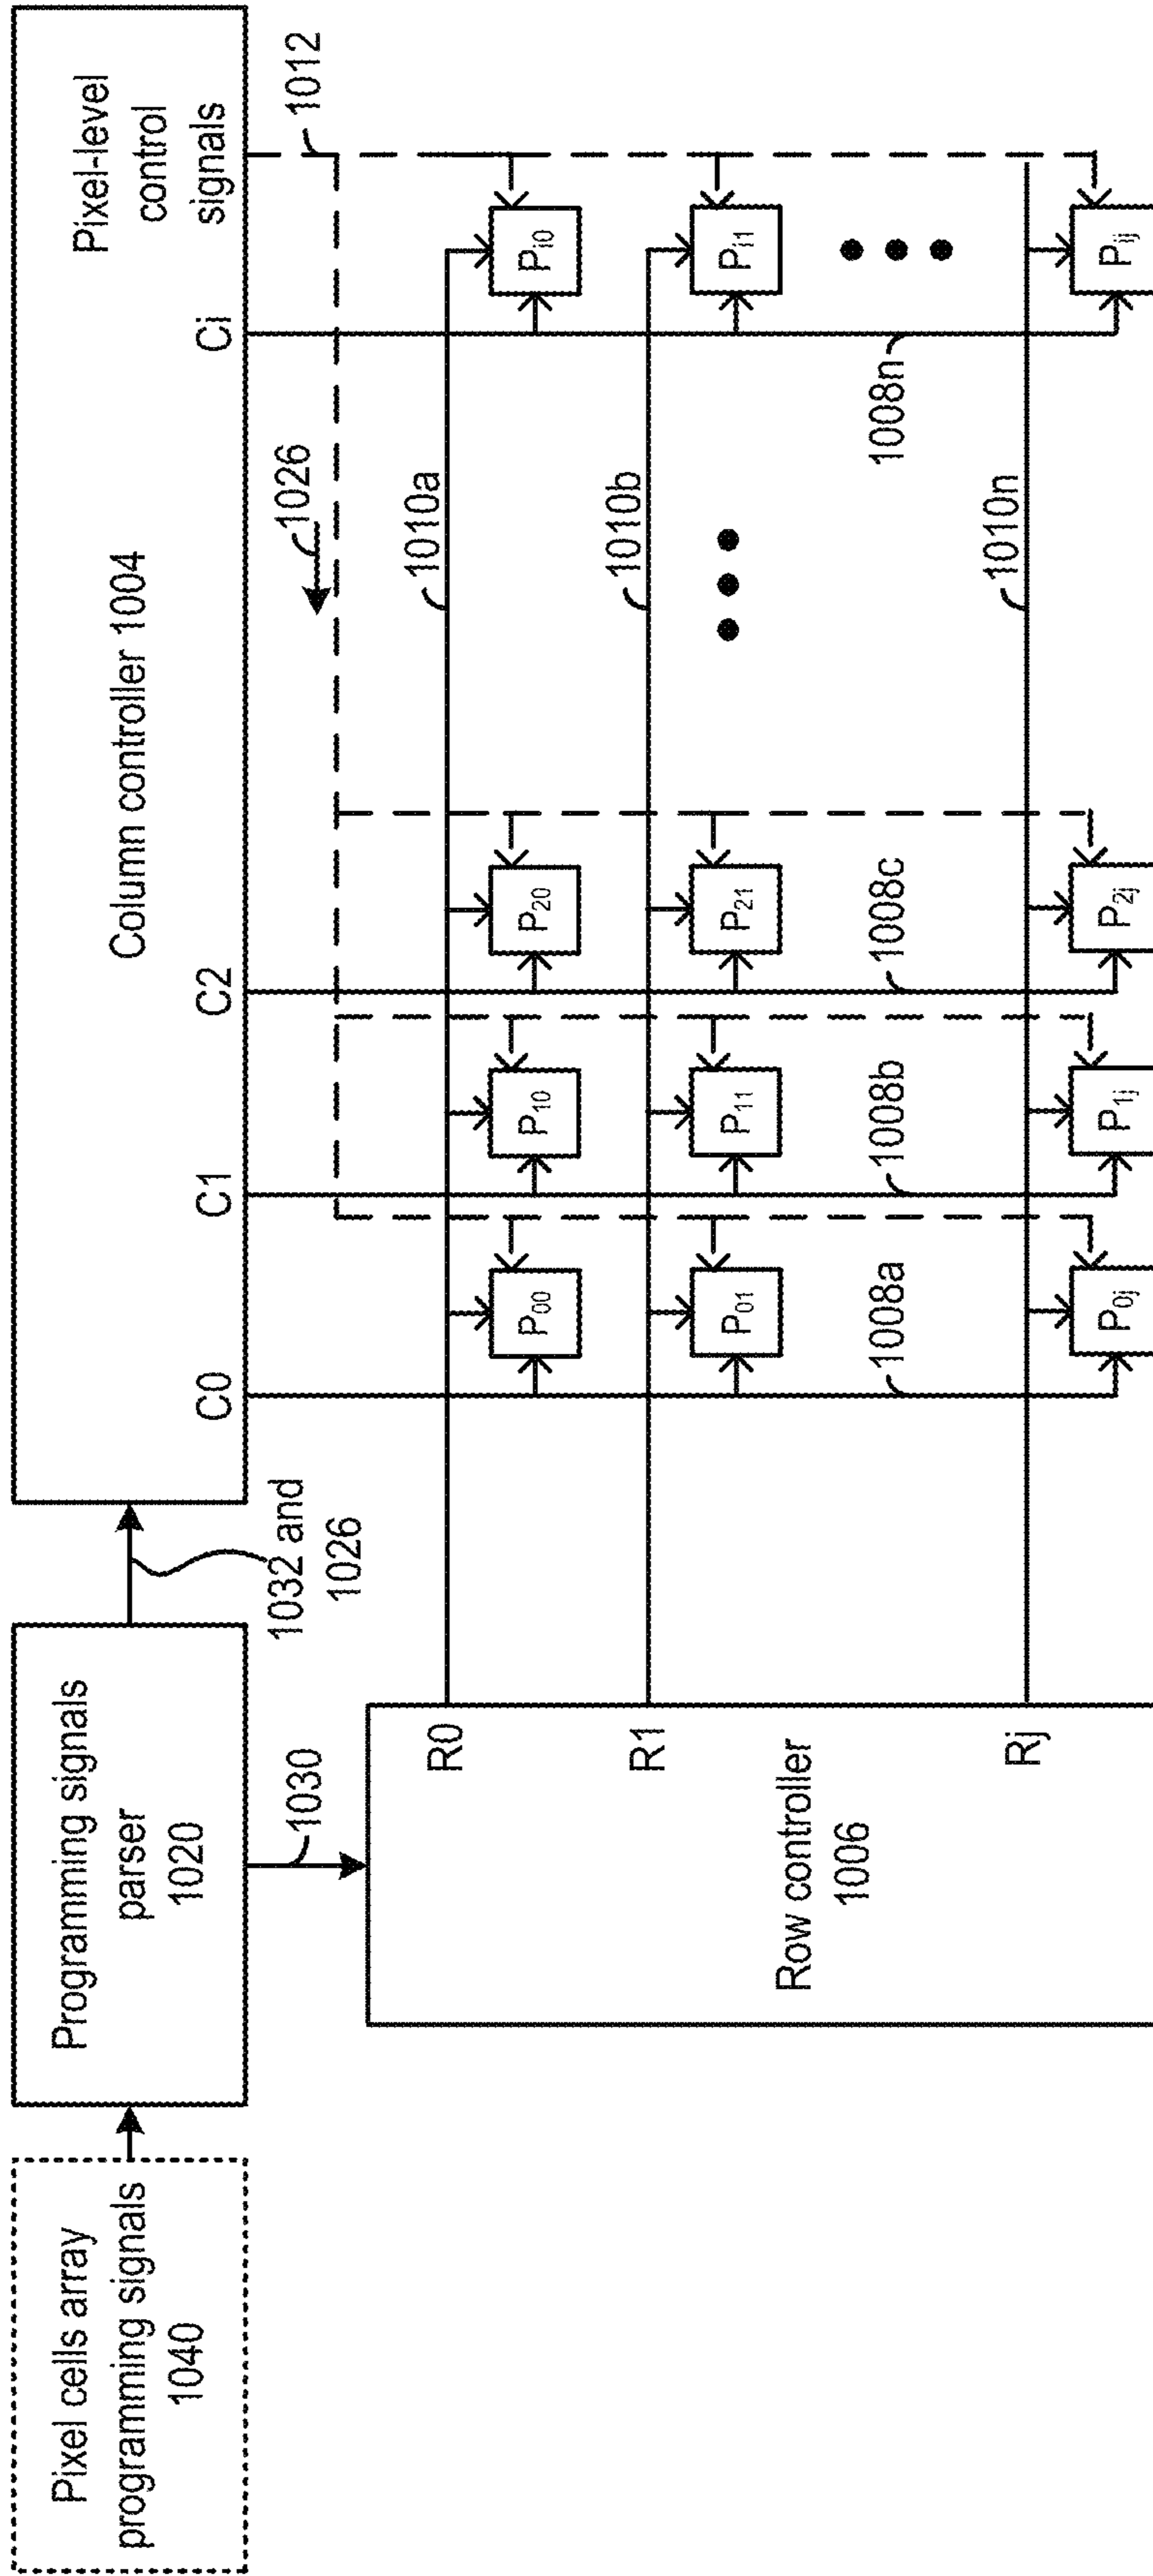 Pixel cells array
programming signals
1040
Programming signals
parser
1020
1032 and
1026
1030
Column controller 1004
Pixel-level
control
signals
C0
C1
C2
Ci
1012
1026
Row controller
1006
R0
R1
Rj
1010a
1010b
1010n
P00
P10
P20
Pi0
P01
P11
P21
Pi1
1008a
1008b
1008c
1008n
P0j
P1j
P2j
Pij